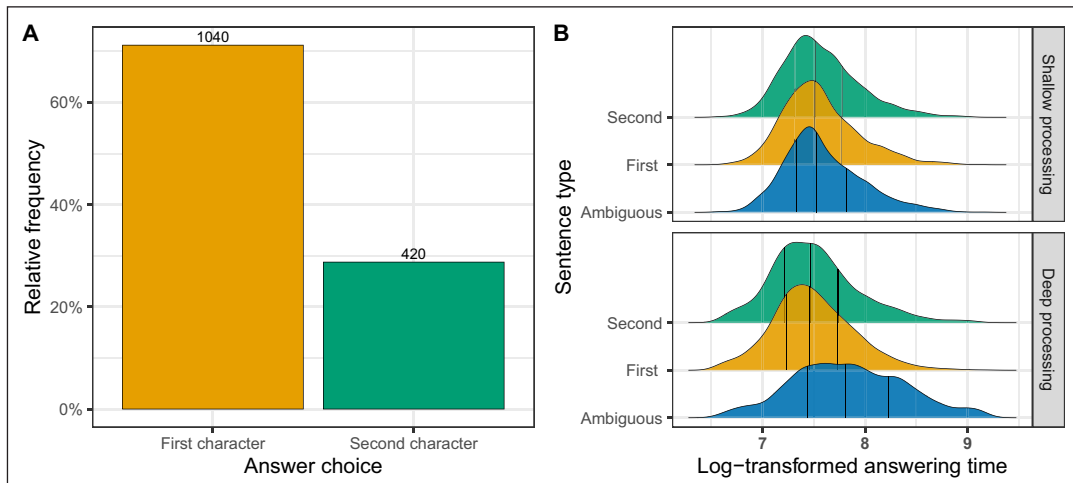 A
1040
420
60%
40%
20%
0%
Relative frequency
First character
Second character
Answer choice
B
Second
First
Ambiguous
Shallow processing
Second
First
Ambiguous
Deep processing
Sentence type
7
8
9
Log−transformed answering time